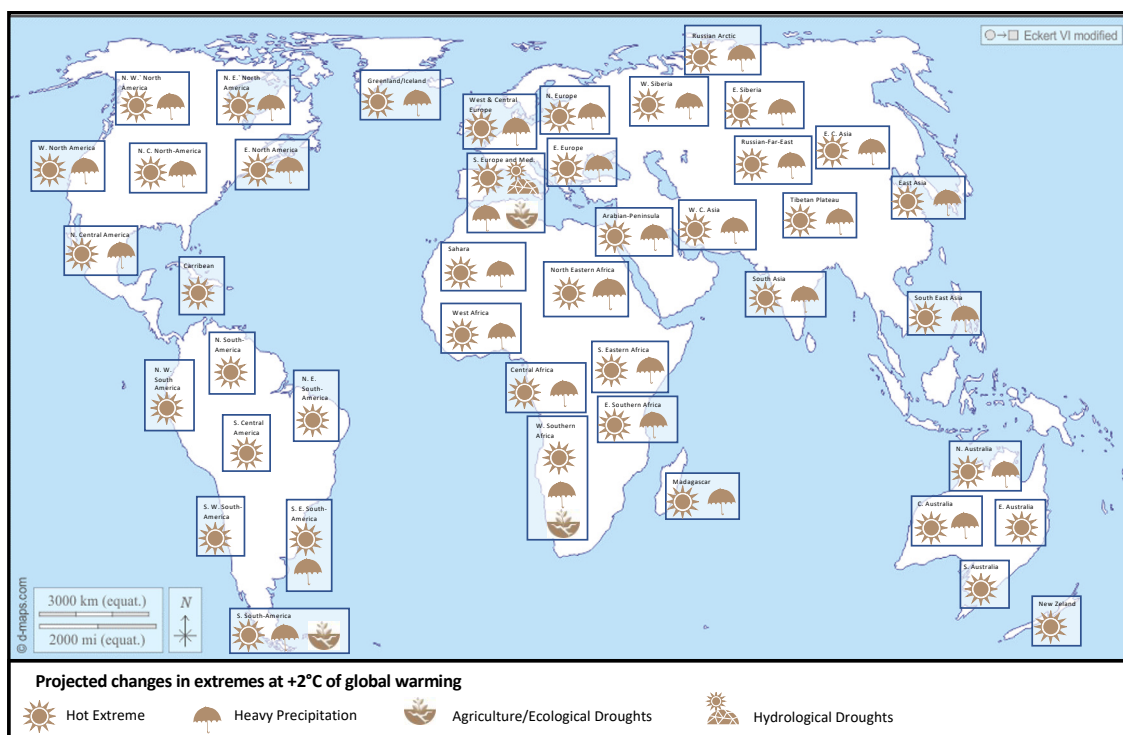 Russian Arctic
Eckert VI modified
N. W.` North
America
N. E.` North
America
Greenland/Iceland
West & Central
Europe
N. Europe
W. Siberia
E. Siberia
W. North America
N. C. North-America
E. North America
S. Europe and Med.
E. Europe
Russian-Far-East
E. C. Asia
East Asia
N. Central America
Carribean
Sahara
North Eastern Africa
Arabian-Peninsula
W. C. Asia
Tibetan Plateau
South Asia
South East Asia
West Africa
N. South-
America
N. W.
South
America
N. E.
South-
America
Central Africa
S. Eastern Africa
E. Southern Africa
S. Central
America
W. Southern
Africa
Madagascar
N. Australia
C. Australia
E. Australia
S. W. South-
America
S. E. South-
America
S. Australia
New Zeland
S. South-America
© d-maps.com
3000 km (equat.)
2000 mi (equat.)
N
Projected changes in extremes at +2°C of global warming
Hot Extreme
Heavy Precipitation
Agriculture/Ecological Droughts
Hydrological Droughts